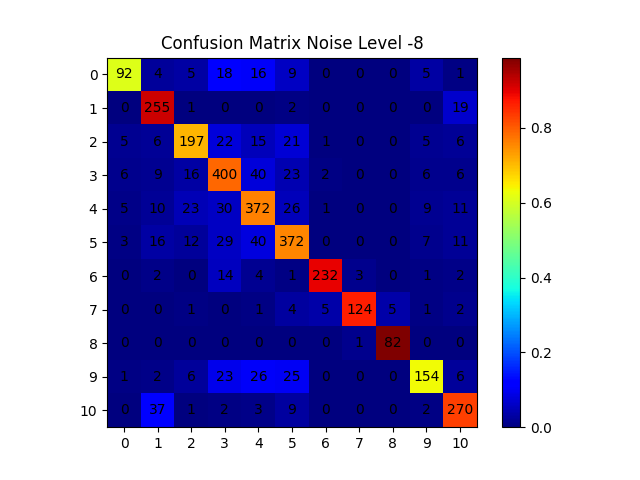 Confusion Matrix Noise Level -8
0 92 4 5 18 16 9 0 0 0 5 1
1 0 255 1 0 0 2 0 0 0 0 19
2 5 6 197 22 15 21 1 0 0 5 6
3 6 9 16 400 40 23 2 0 0 6 6
4 5 10 23 30 372 26 1 0 0 9 11
5 3 16 12 29 40 372 0 0 0 7 11
6 0 2 0 14 4 1 232 3 0 1 2
7 0 0 1 0 1 4 5 124 5 1 2
8 0 0 0 0 0 0 0 1 82 0 0
9 1 2 6 23 26 25 0 0 0 154 6
10 0 37 1 2 3 9 0 0 0 2 270
0 1 2 3 4 5 6 7 8 9 10
0.8
0.6
0.4
0.2
0.0